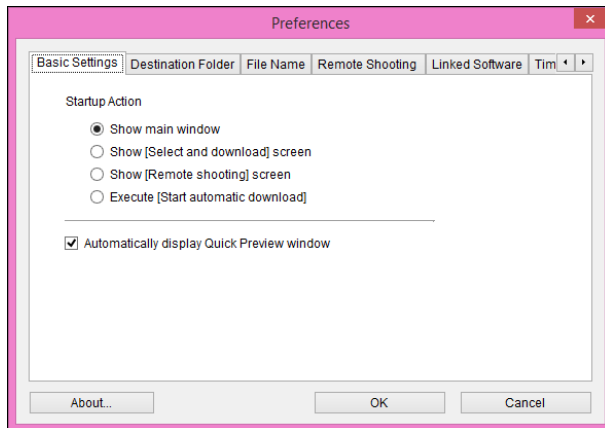 Preferences
Basic Settings Destination Folder File Name Remote Shooting Linked Software Tim
Startup Action
Show main window
Show [Select and download] screen
Show [Remote shooting] screen
Execute [Start automatic download]
Automatically display Quick Preview window
About... OK Cancel